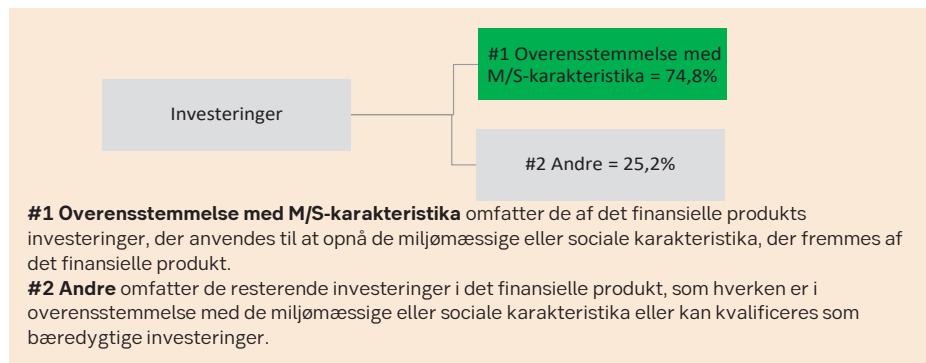 #1 Overensstemmelse med
M/S-karakteristika = 74,8%
Investeringer
#2 Andre = 25,2%
#1 Overensstemmelse med M/S-karakteristika omfatter de af det finansielle produkts
investeringer, der anvendes til at opnå de miljømæssige eller sociale karakteristika, der fremmes af
det finansielle produkt.
#2 Andre omfatter de resterende investeringer i det finansielle produkt, som hverken er i
overensstemmelse med de miljømæssige eller sociale karakteristika eller kan kvalificeres som
bæredygtige investeringer.